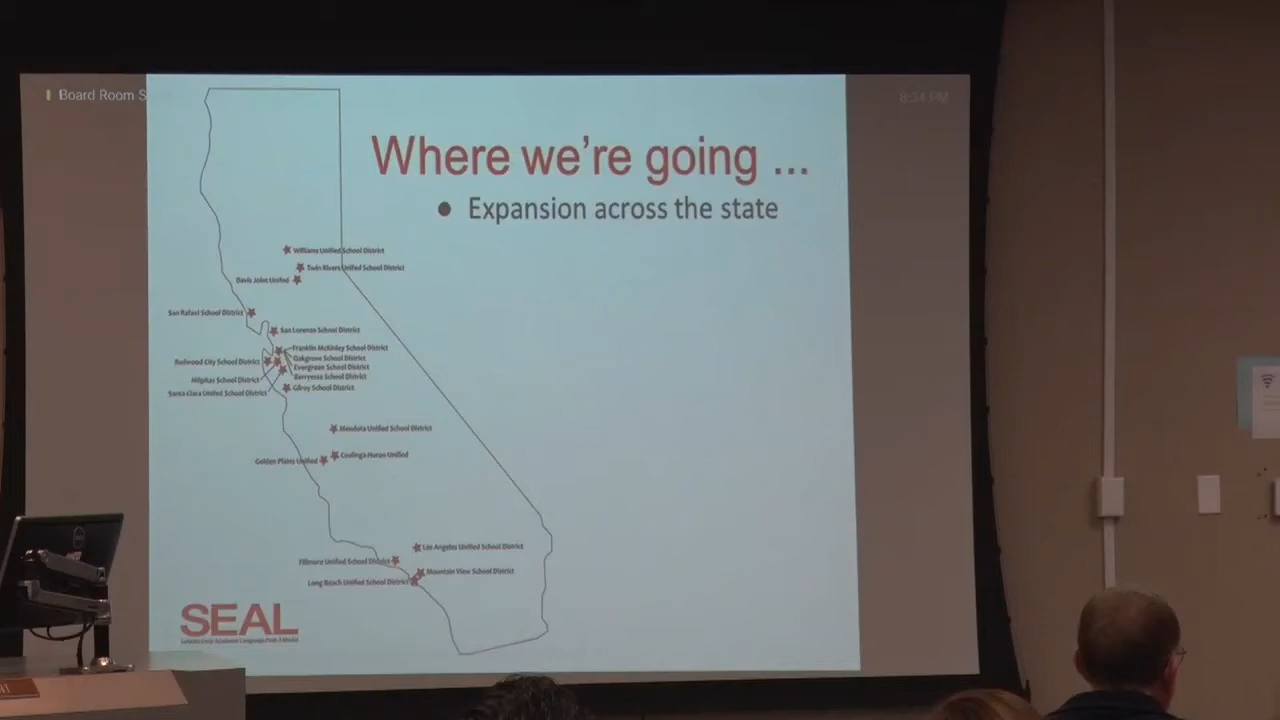 Board Room S
8:34 PM
Where we're going ...
● Expansion across the state
Williams Unified School District
Twin Rivers Unified School District
Davis Joint Unified
San Rafael School District
San Lorenzo School District
Franklin McKinley School District
Oakgrove School District
Redwood City School District
Evergreen School District
Berryessa School District
Milpitas School District
Gilroy School District
Santa Clara Unified School District
Mendota Unified School District
Coalinga-Huron Unified
Golden Plains Unified
Los Angeles Unified School District
Fillmore Unified School District
Mountain View School District
Long Beach Unified School District
SEAL